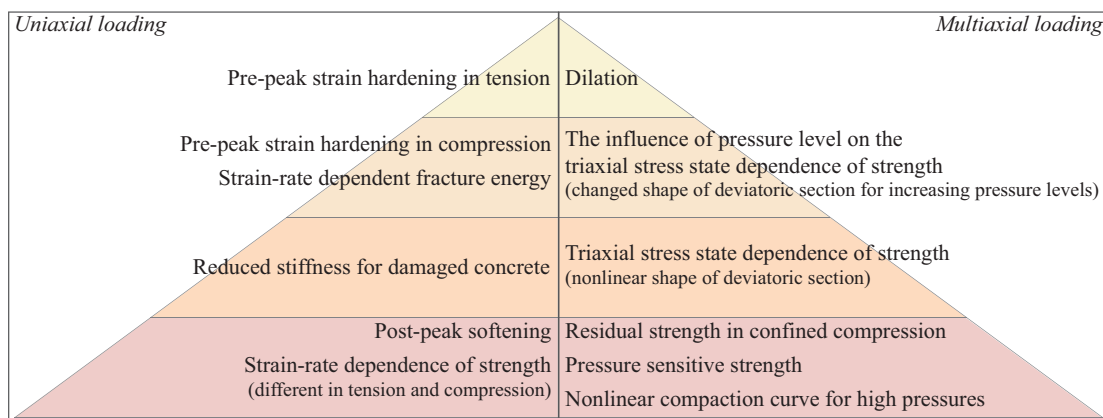 Uniaxial loading
Multiaxial loading
Pre-peak strain hardening in tension
Dilation
Pre-peak strain hardening in compression
Strain-rate dependent fracture energy
The influence of pressure level on the
triaxial stress state dependence of strength
(changed shape of deviatoric section for increasing pressure levels)
Reduced stiffness for damaged concrete
Triaxial stress state dependence of strength
(nonlinear shape of deviatoric section)
Post-peak softening
Strain-rate dependence of strength
(different in tension and compression)
Residual strength in confined compression
Pressure sensitive strength
Nonlinear compaction curve for high pressures